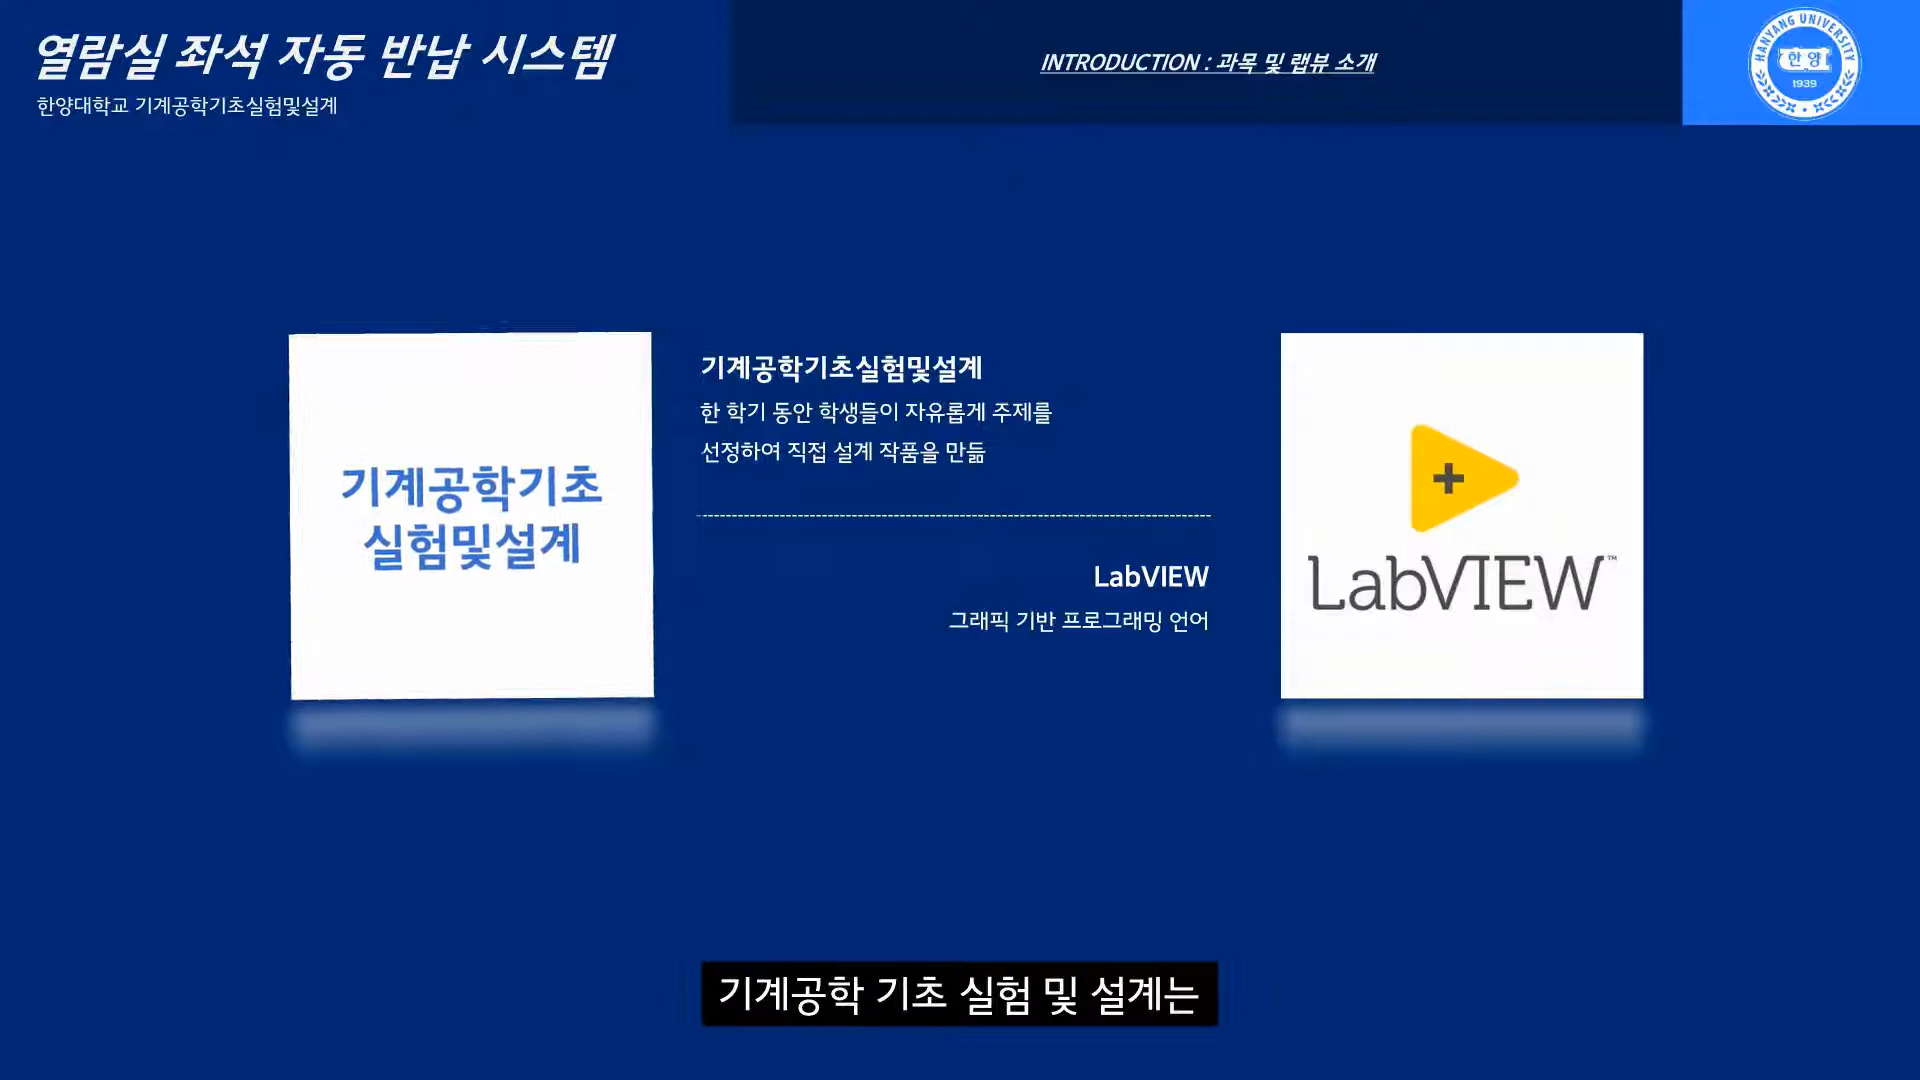 열람실 좌석 자동 반납 시스템
한양대학교 기계공학기초실험및설계
INTRODUCTION : 과목 및 랩뷰 소개
HANYANG UNIVERSITY
한양
1939
기계공학기초
실험및설계
기계공학기초실험및설계
한 학기 동안 학생들이 자유롭게 주제를
선정하여 직접 설계 작품을 만듦
LabVIEW
그래픽 기반 프로그래밍 언어
LabVIEW™
기계공학 기초 실험 및 설계는